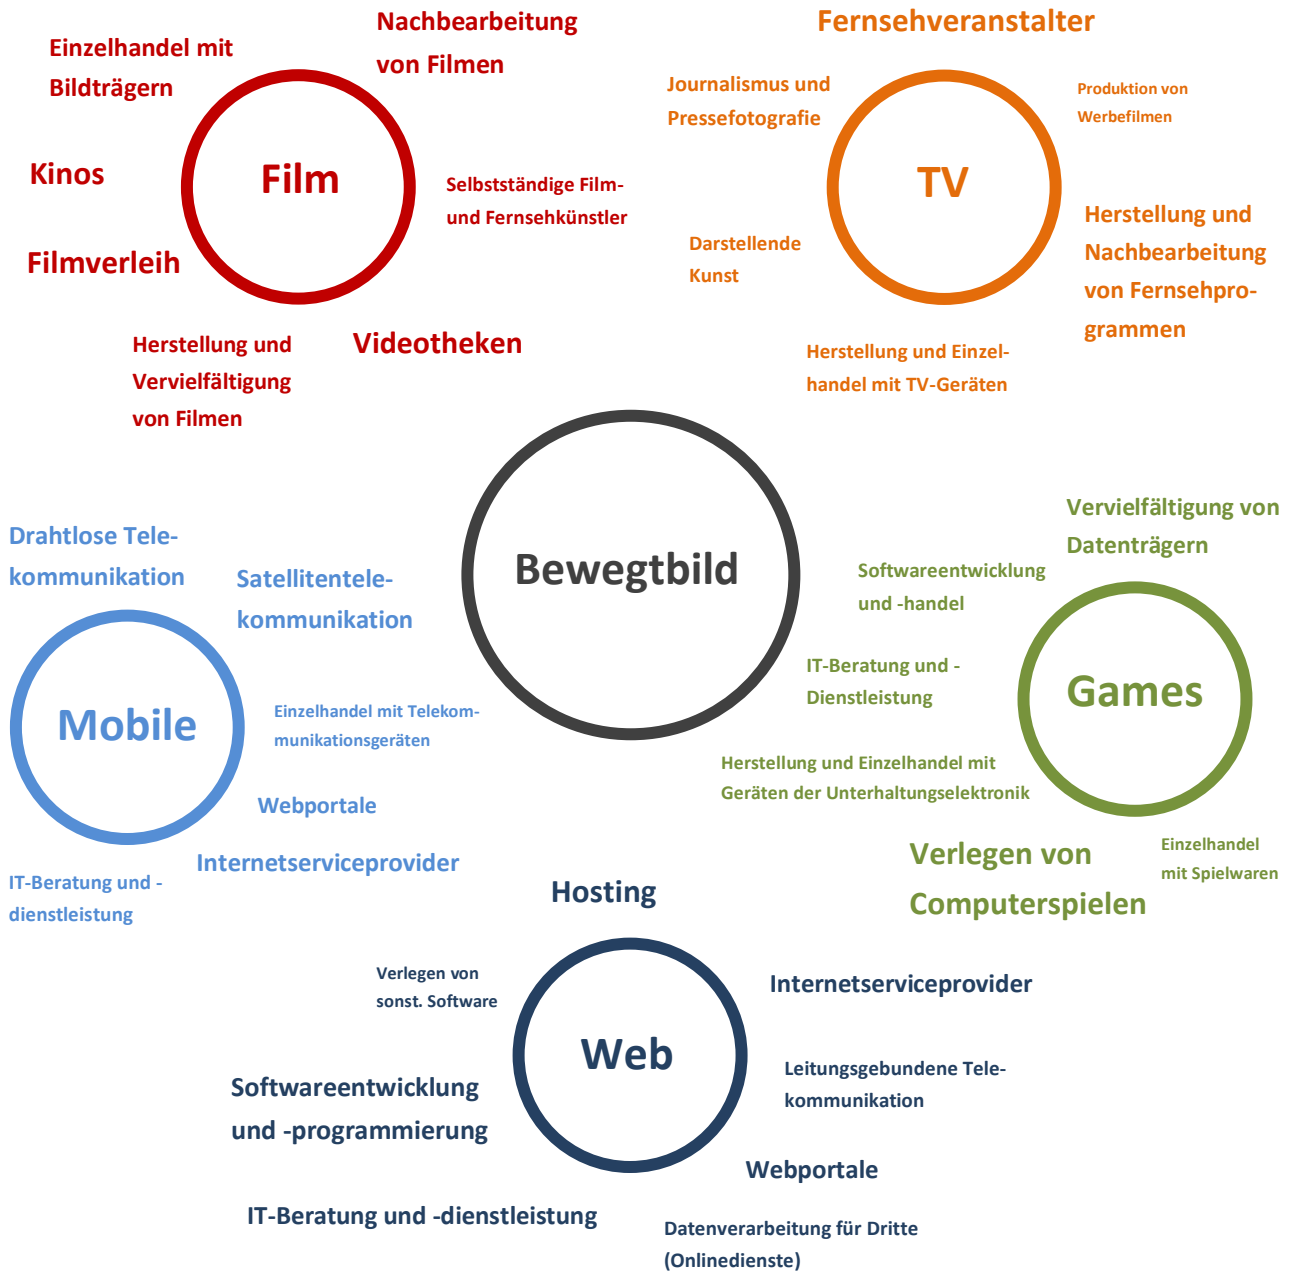 Einzelhandel mit
Bildträgern
Nachbearbeitung
von Filmen
Kinos
Film
Selbstständige Film-
und Fernsehkünstler
Filmverleih
Herstellung und
Vervielfältigung
von Filmen
Videotheken
Fernsehveranstalter
Journalismus und
Pressefotografie
Produktion von
Werbefilmen
TV
Darstellende
Kunst
Herstellung und
Nachbearbeitung
von Fernsehpro-
grammen
Herstellung und Einzel-
handel mit TV-Geräten
Bewegtbild
Drahtlose Tele-
kommunikation
Satellitentele-
kommunikation
Mobile
Einzelhandel mit Telekom-
munikationsgeräten
Webportale
Internetserviceprovider
IT-Beratung und -
dienstleistung
Vervielfältigung von
Datenträgern
Softwareentwicklung
und -handel
IT-Beratung und -
Dienstleistung
Games
Herstellung und Einzelhandel mit
Geräten der Unterhaltungselektronik
Verlegen von
Computerspielen
Einzelhandel
mit Spielwaren
Hosting
Verlegen von
sonst. Software
Internetserviceprovider
Web
Softwareentwicklung
und -programmierung
Leitungsgebundene Tele-
kommunikation
Webportale
IT-Beratung und -dienstleistung
Datenverarbeitung für Dritte
(Onlinedienste)